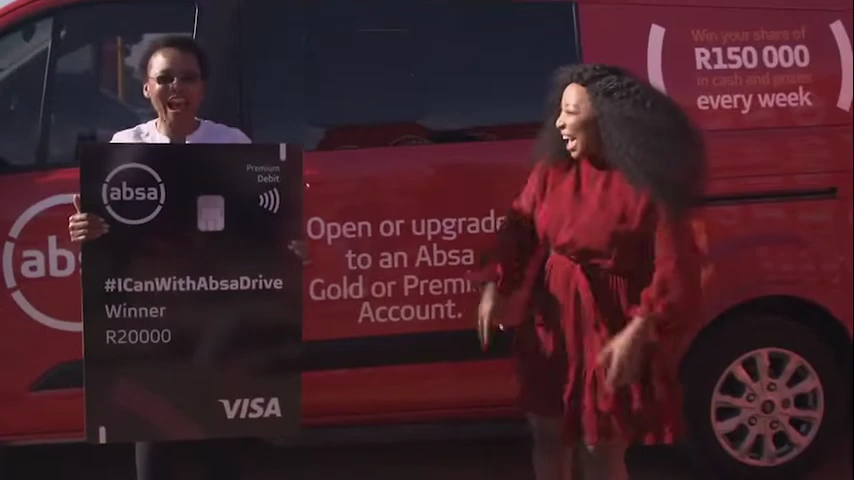 Win your share of
R150 000
in cash and prizes
every week
absa
Premium
Debit
absa
#ICanWithAbsaDrive
Winner
R20000
VISA
Open or upgrade
to an Absa
Gold or Premi
Account.